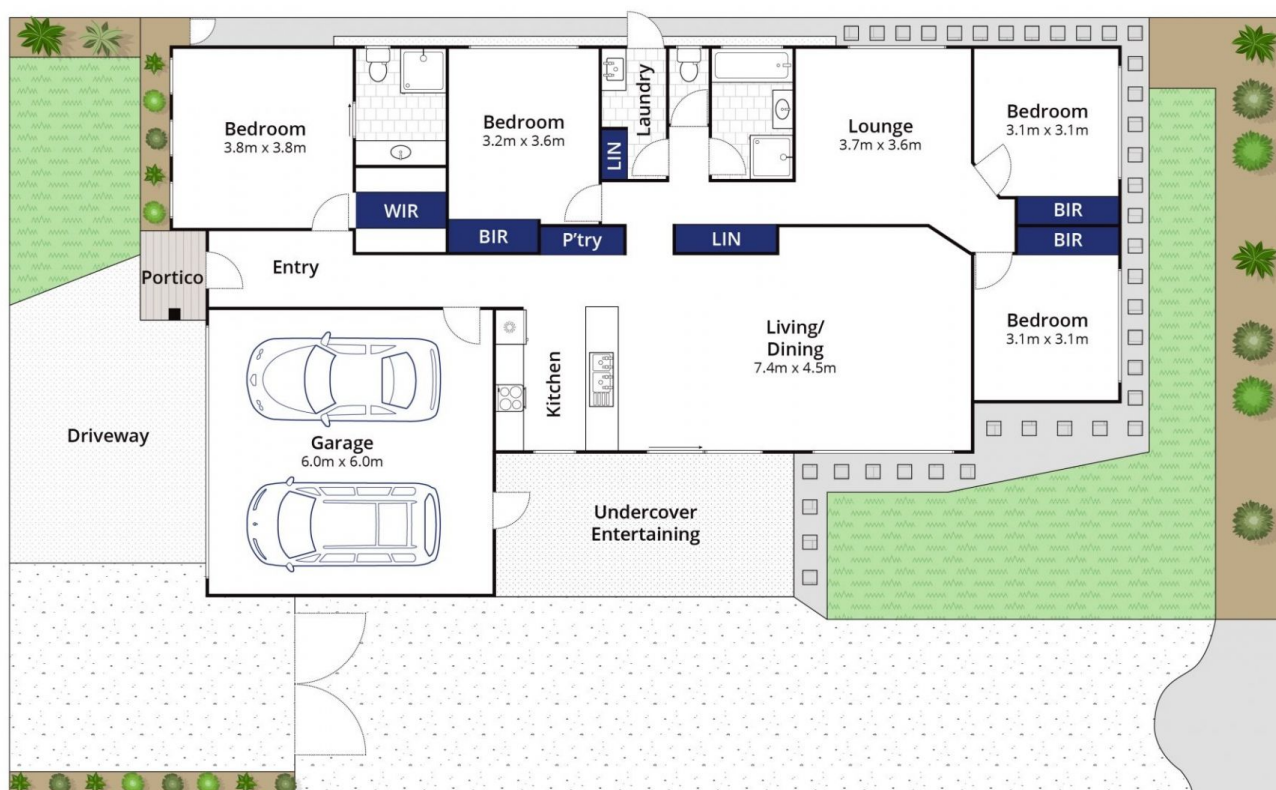 Bedroom
3.8m x 3.8m
Bedroom
3.2m x 3.6m
Laundry
LIN
Lounge
3.7m x 3.6m
Bedroom
3.1m x 3.1m
WIR
BIR
P'try
LIN
BIR
BIR
Portico
Entry
Kitchen
Living/
Dining
7.4m x 4.5m
Bedroom
3.1m x 3.1m
Driveway
Garage
6.0m x 6.0m
Undercover
Entertaining